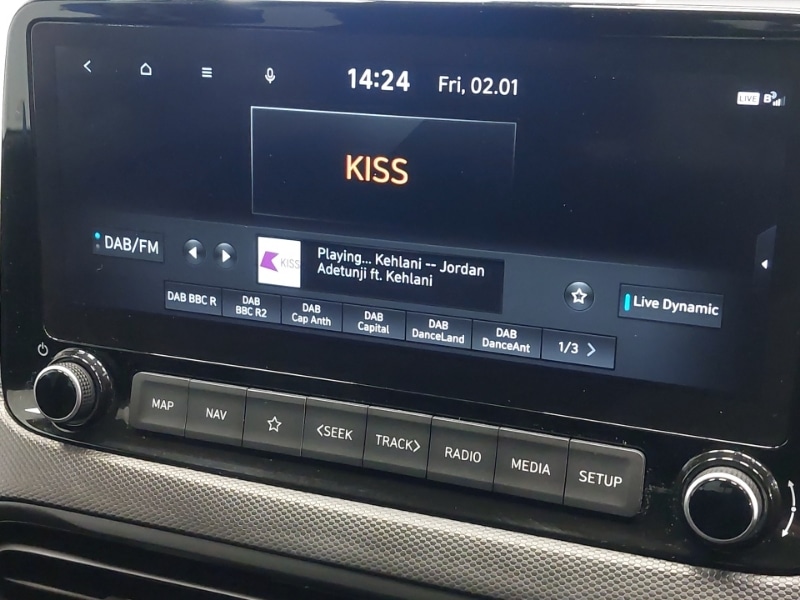 14:24 Fri, 02.01
LIVE B
KISS
DAB/FM
KISS
Playing... Kehlani -- Jordan
Adetunji ft. Kehlani
Live Dynamic
DAB BBC R
DAB
BBC R2
DAB
Cap Anth
DAB
Capital
DAB
DanceLand
DAB
DanceAnt
1/3 >
MAP
NAV
<SEEK
TRACK>
RADIO
MEDIA
SETUP